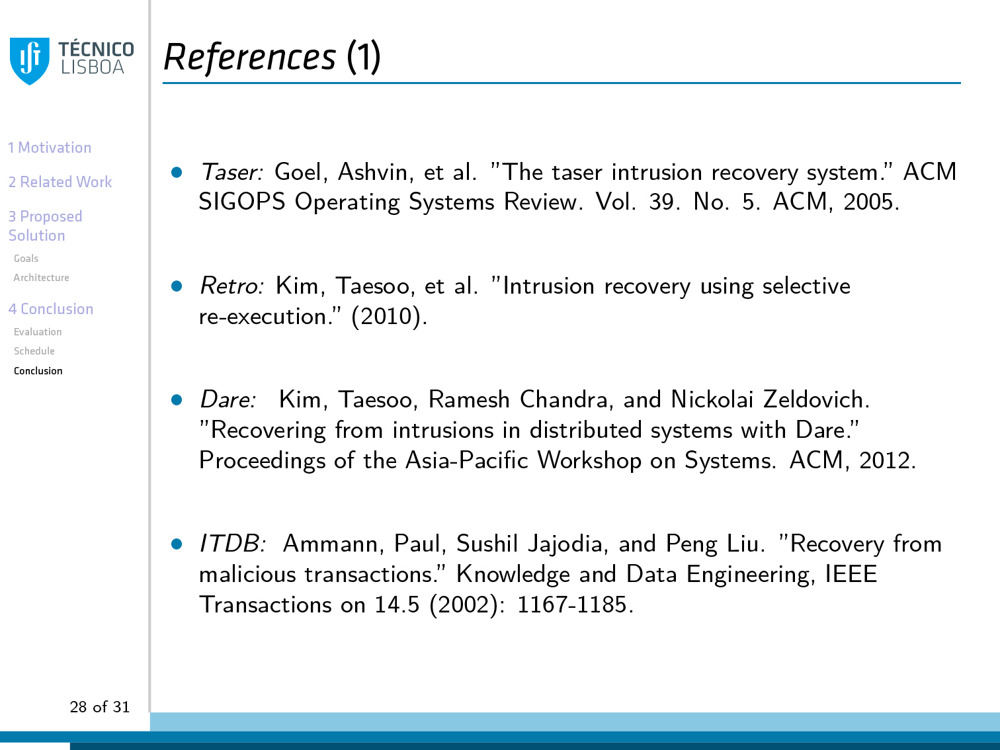 TÉCNICO
LISBOA
References (1)
1 Motivation
2 Related Work
3 Proposed
Solution
Goals
Architecture
4 Conclusion
Evaluation
Schedule
Conclusion
• Taser: Goel, Ashvin, et al. ”The taser intrusion recovery system.” ACM
SIGOPS Operating Systems Review. Vol. 39. No. 5. ACM, 2005.
• Retro: Kim, Taesoo, et al. ”Intrusion recovery using selective
re-execution.” (2010).
• Dare: Kim, Taesoo, Ramesh Chandra, and Nickolai Zeldovich.
”Recovering from intrusions in distributed systems with Dare.”
Proceedings of the Asia-Pacific Workshop on Systems. ACM, 2012.
• ITDB: Ammann, Paul, Sushil Jajodia, and Peng Liu. ”Recovery from
malicious transactions.” Knowledge and Data Engineering, IEEE
Transactions on 14.5 (2002): 1167-1185.
28 of 31